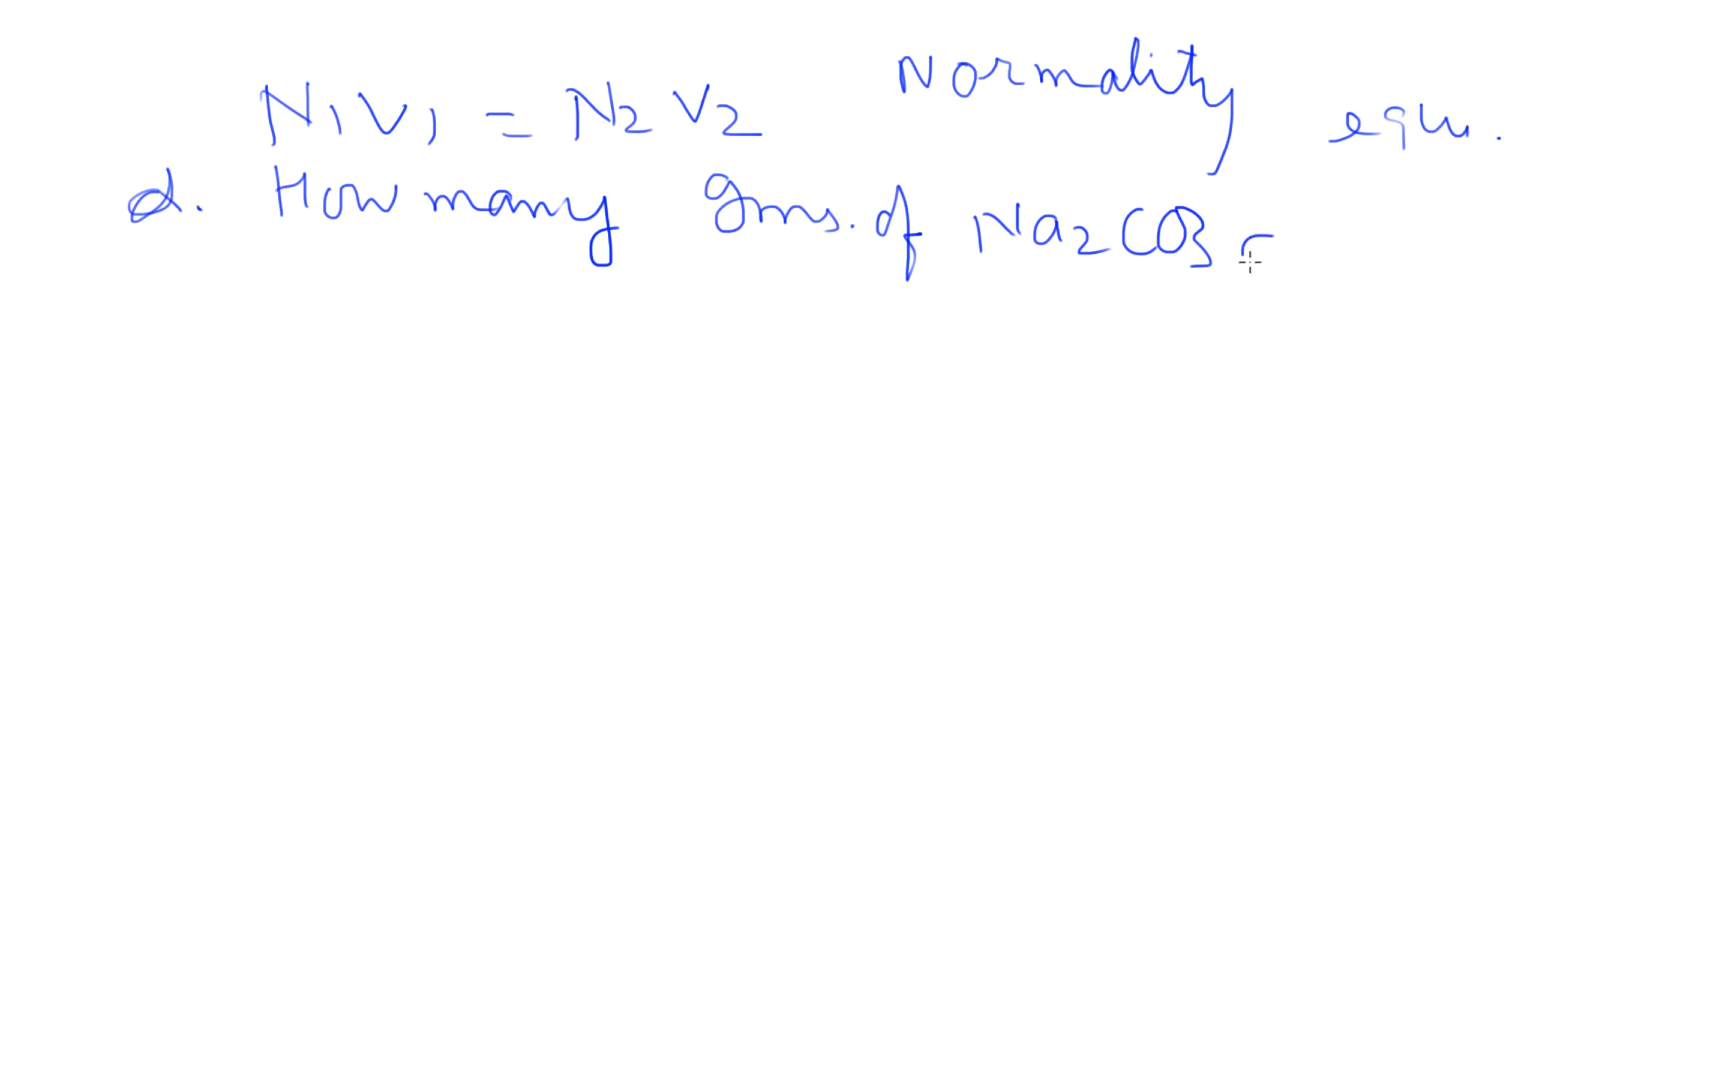 N1V1 = N2V2 Normality equ.
d. How many gms. of Na2CO3